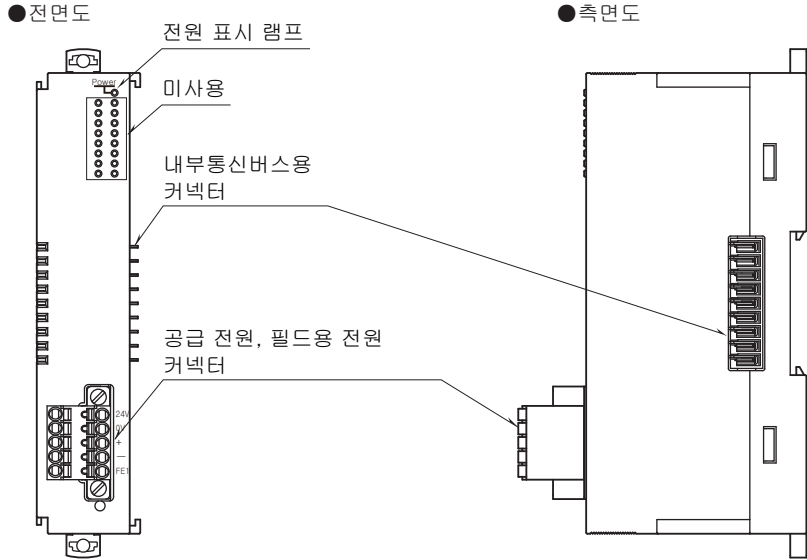 ●전면도
●측면도
전원 표시 램프
Power
미사용
내부통신버스용
커넥터
공급 전원, 필드용 전원
커넥터
24V
0V
+
—
FE1